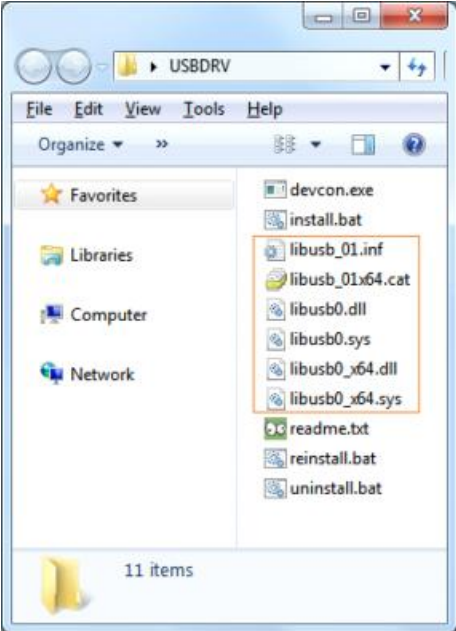 USBDRV
File Edit View Tools Help
Organize »
Favorites
Libraries
Computer
Network
devcon.exe
install.bat
libusb_01.inf
libusb_01x64.cat
libusb0.dll
libusb0.sys
libusb0_x64.dll
libusb0_x64.sys
readme.txt
reinstall.bat
uninstall.bat
11 items